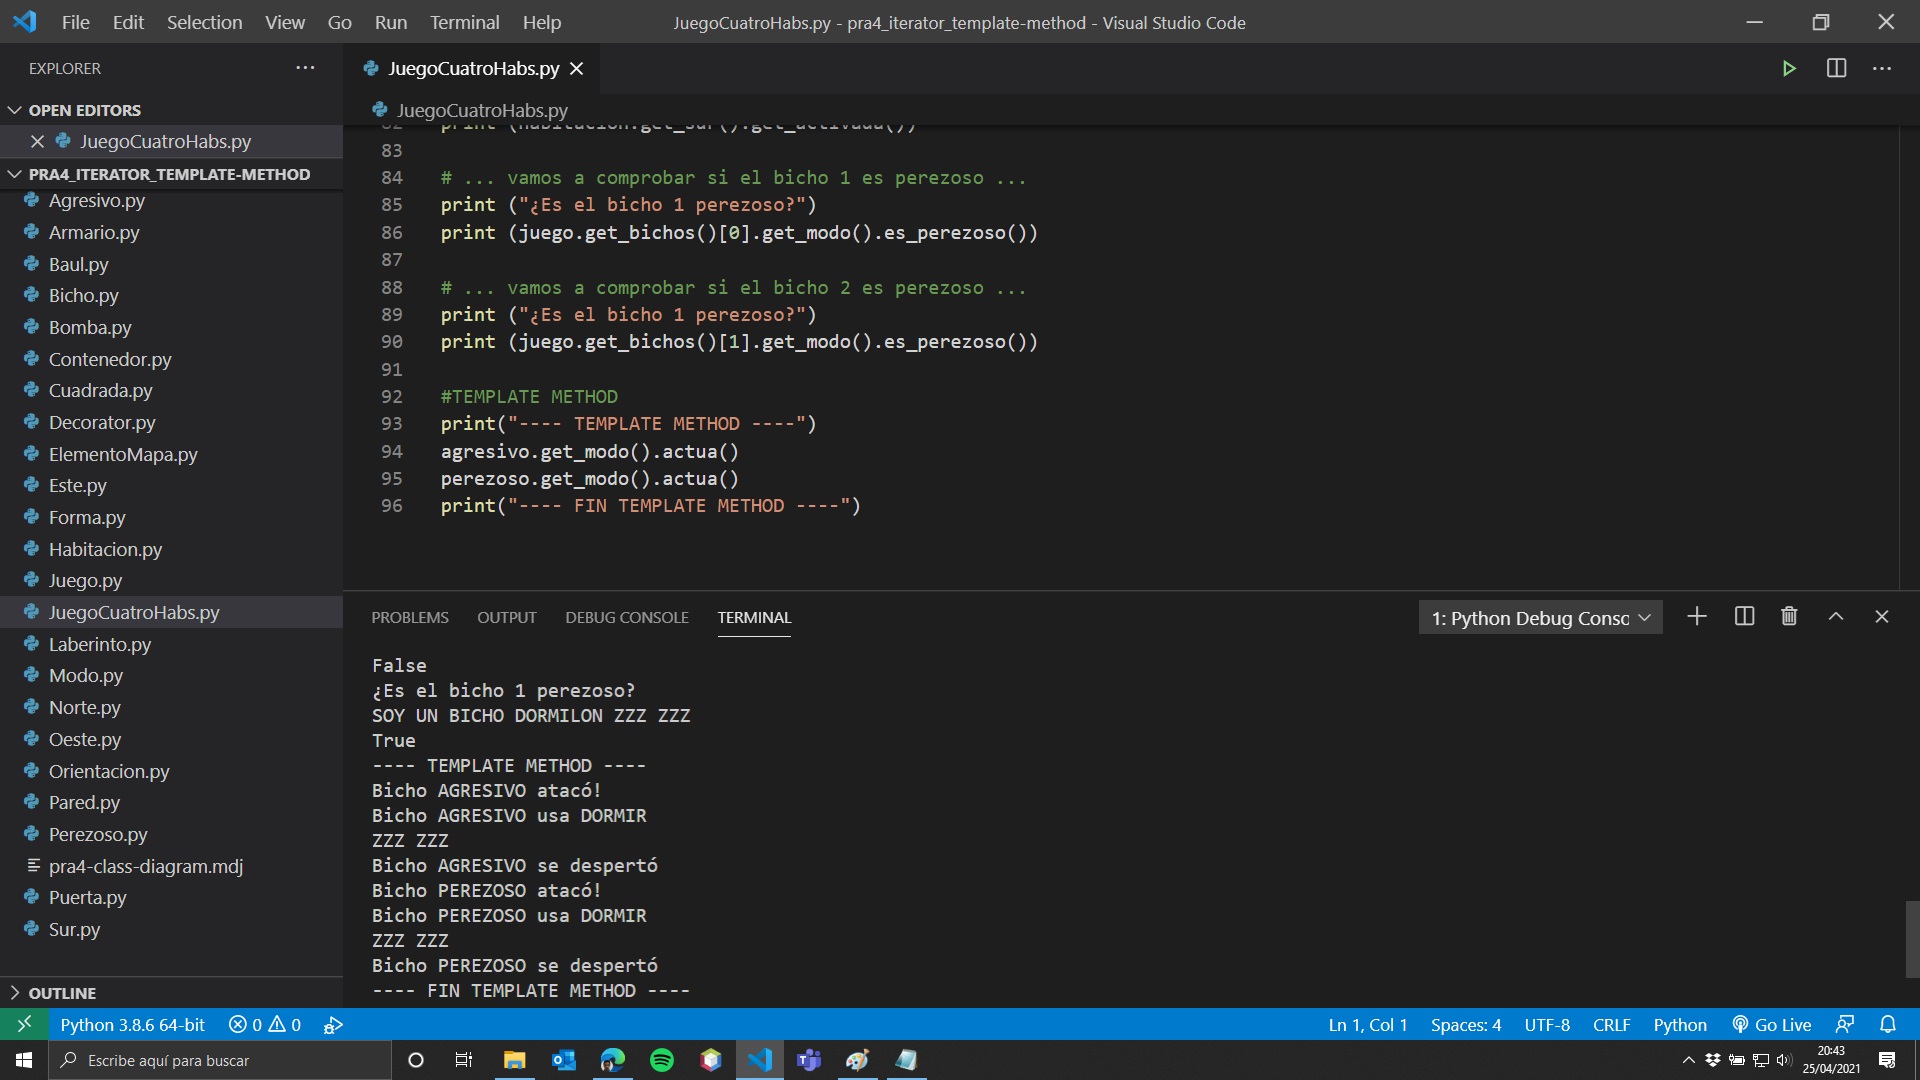 File Edit Selection View Go Run Terminal Help
JuegoCuatroHabs.py - pra4_iterator_template-method - Visual Studio Code
EXPLORER
OPEN EDITORS
JuegoCuatroHabs.py
PRA4_ITERATOR_TEMPLATE-METHOD
Agresivo.py
Armario.py
Baul.py
Bicho.py
Bomba.py
Contenedor.py
Cuadrada.py
Decorator.py
ElementoMapa.py
Este.py
Forma.py
Habitacion.py
Juego.py
JuegoCuatroHabs.py
Laberinto.py
Modo.py
Norte.py
Oeste.py
Orientacion.py
Pared.py
Perezoso.py
pra4-class-diagram.mdj
Puerta.py
Sur.py
OUTLINE
JuegoCuatroHabs.py
JuegoCuatroHabs.py
82 print (habitacion.get_sur().get_activada())
83
84 # ... vamos a comprobar si el bicho 1 es perezoso ...
85 print ("¿Es el bicho 1 perezoso?")
86 print (juego.get_bichos()[0].get_modo().es_perezoso())
87
88 # ... vamos a comprobar si el bicho 2 es perezoso ...
89 print ("¿Es el bicho 1 perezoso?")
90 print (juego.get_bichos()[1].get_modo().es_perezoso())
91
92 #TEMPLATE METHOD
93 print("---- TEMPLATE METHOD ----")
94 agresivo.get_modo().actua()
95 perezoso.get_modo().actua()
96 print("---- FIN TEMPLATE METHOD ----")
PROBLEMS OUTPUT DEBUG CONSOLE TERMINAL
1: Python Debug Consc
False
¿Es el bicho 1 perezoso?
SOY UN BICHO DORMILON ZZZ ZZZ
True
---- TEMPLATE METHOD ----
Bicho AGRESIVO atacó!
Bicho AGRESIVO usa DORMIR
ZZZ ZZZ
Bicho AGRESIVO se despertó
Bicho PEREZOSO atacó!
Bicho PEREZOSO usa DORMIR
ZZZ ZZZ
Bicho PEREZOSO se despertó
---- FIN TEMPLATE METHOD ----
Python 3.8.6 64-bit 0 0
Ln 1, Col 1 Spaces: 4 UTF-8 CRLF Python Go Live
Escribe aquí para buscar
20:43
25/04/2021